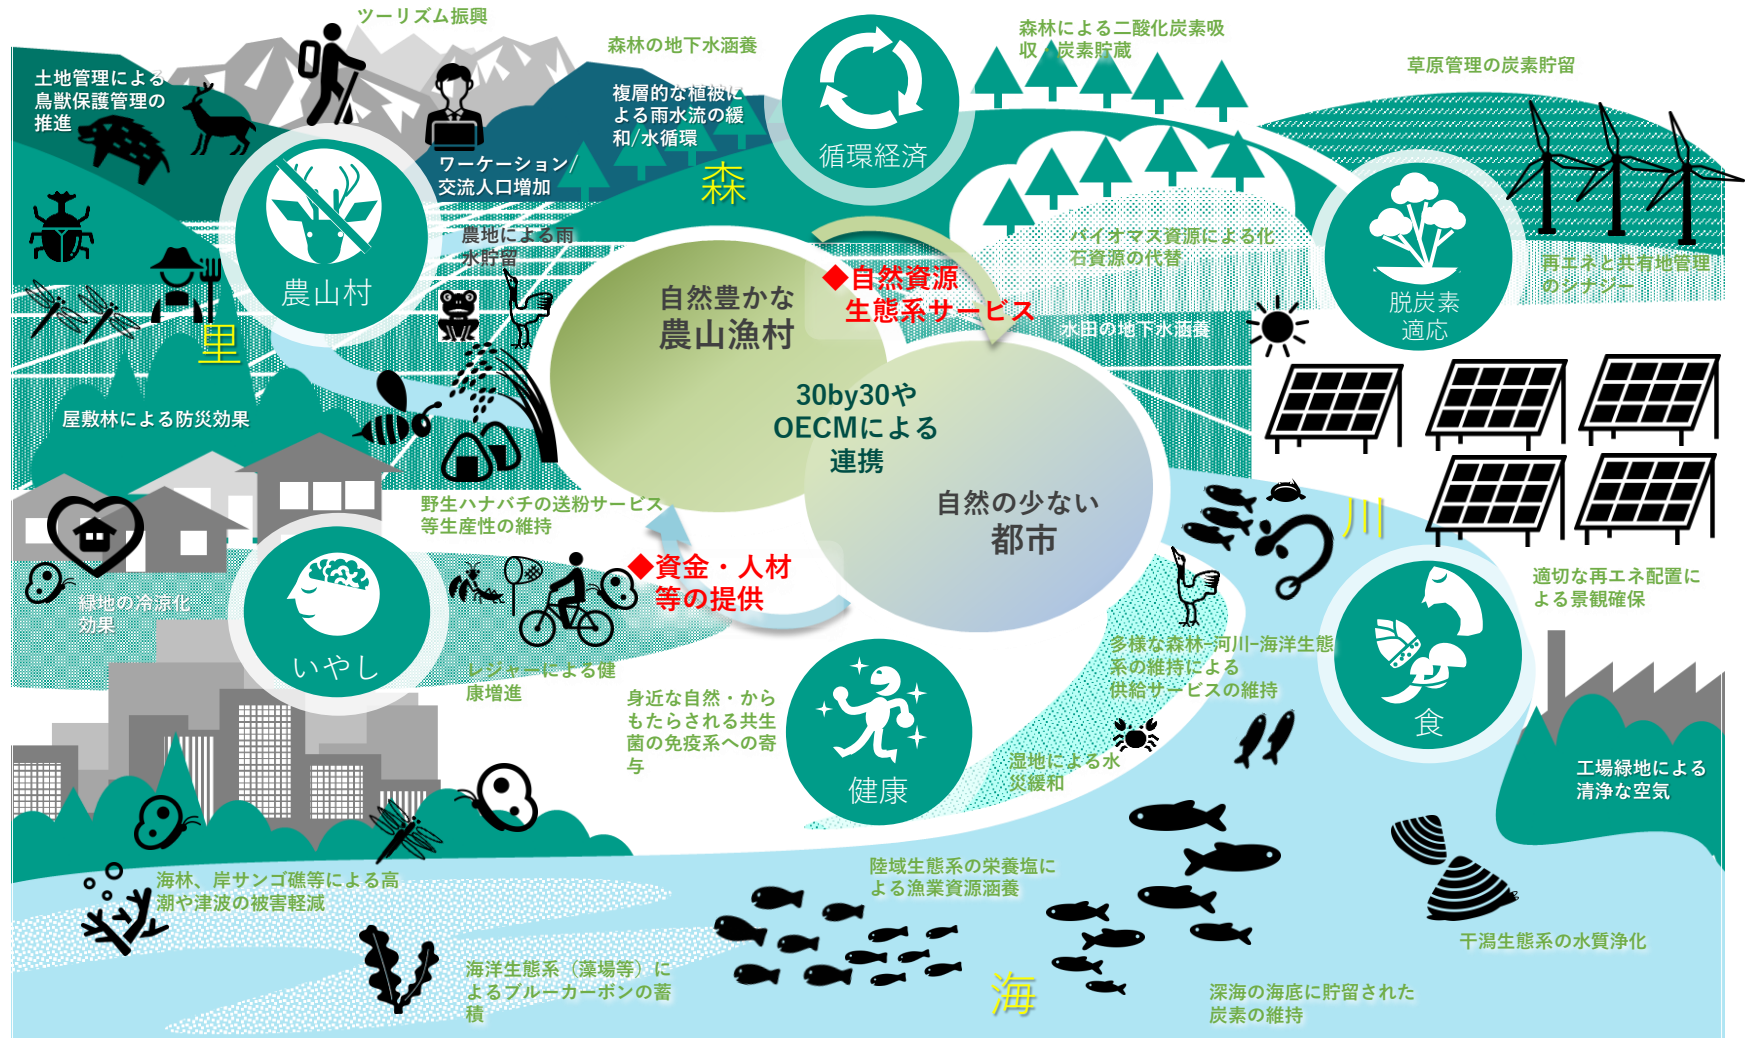 ツーリズム振興
土地管理による
鳥獣保護管理の
推進
森林の地下水涵養
複層的な植被に
よる雨水流の緩
和/水循環
ワーケーション/
交流人口増加
森
循環経済
森林による二酸化炭素吸
収・炭素貯蔵
草原管理の炭素貯留
農山村
里
農地による雨
水貯留
バイオマス資源による化
石資源の代替
再エネと共有地管理
のシナジー
脱炭素
適応
水田の地下水涵養
自然豊かな
農山漁村
◆自然資源
生態系サービス
30by30や
OECMによる
連携
自然の少ない
都市
◆資金・人材
等の提供
屋敷林による防災効果
野生ハナバチの送粉サービス
等生産性の維持
緑地の冷涼化
効果
いやし
レジャーによる健
康増進
身近な自然・から
もたらされる共生
菌の免疫系への寄
与
健康
川
多様な森林−河川−海洋生態
系の維持による
供給サービスの維持
湿地による水
災緩和
食
適切な再エネ配置に
よる景観確保
工場緑地による
清浄な空気
海林、岸サンゴ礁等による高
潮や津波の被害軽減
海洋生態系（藻場等）に
よるブルーカーボンの蓄
積
陸域生態系の栄養塩に
よる漁業資源涵養
海
干潟生態系の水質浄化
深海の海底に貯留された
炭素の維持